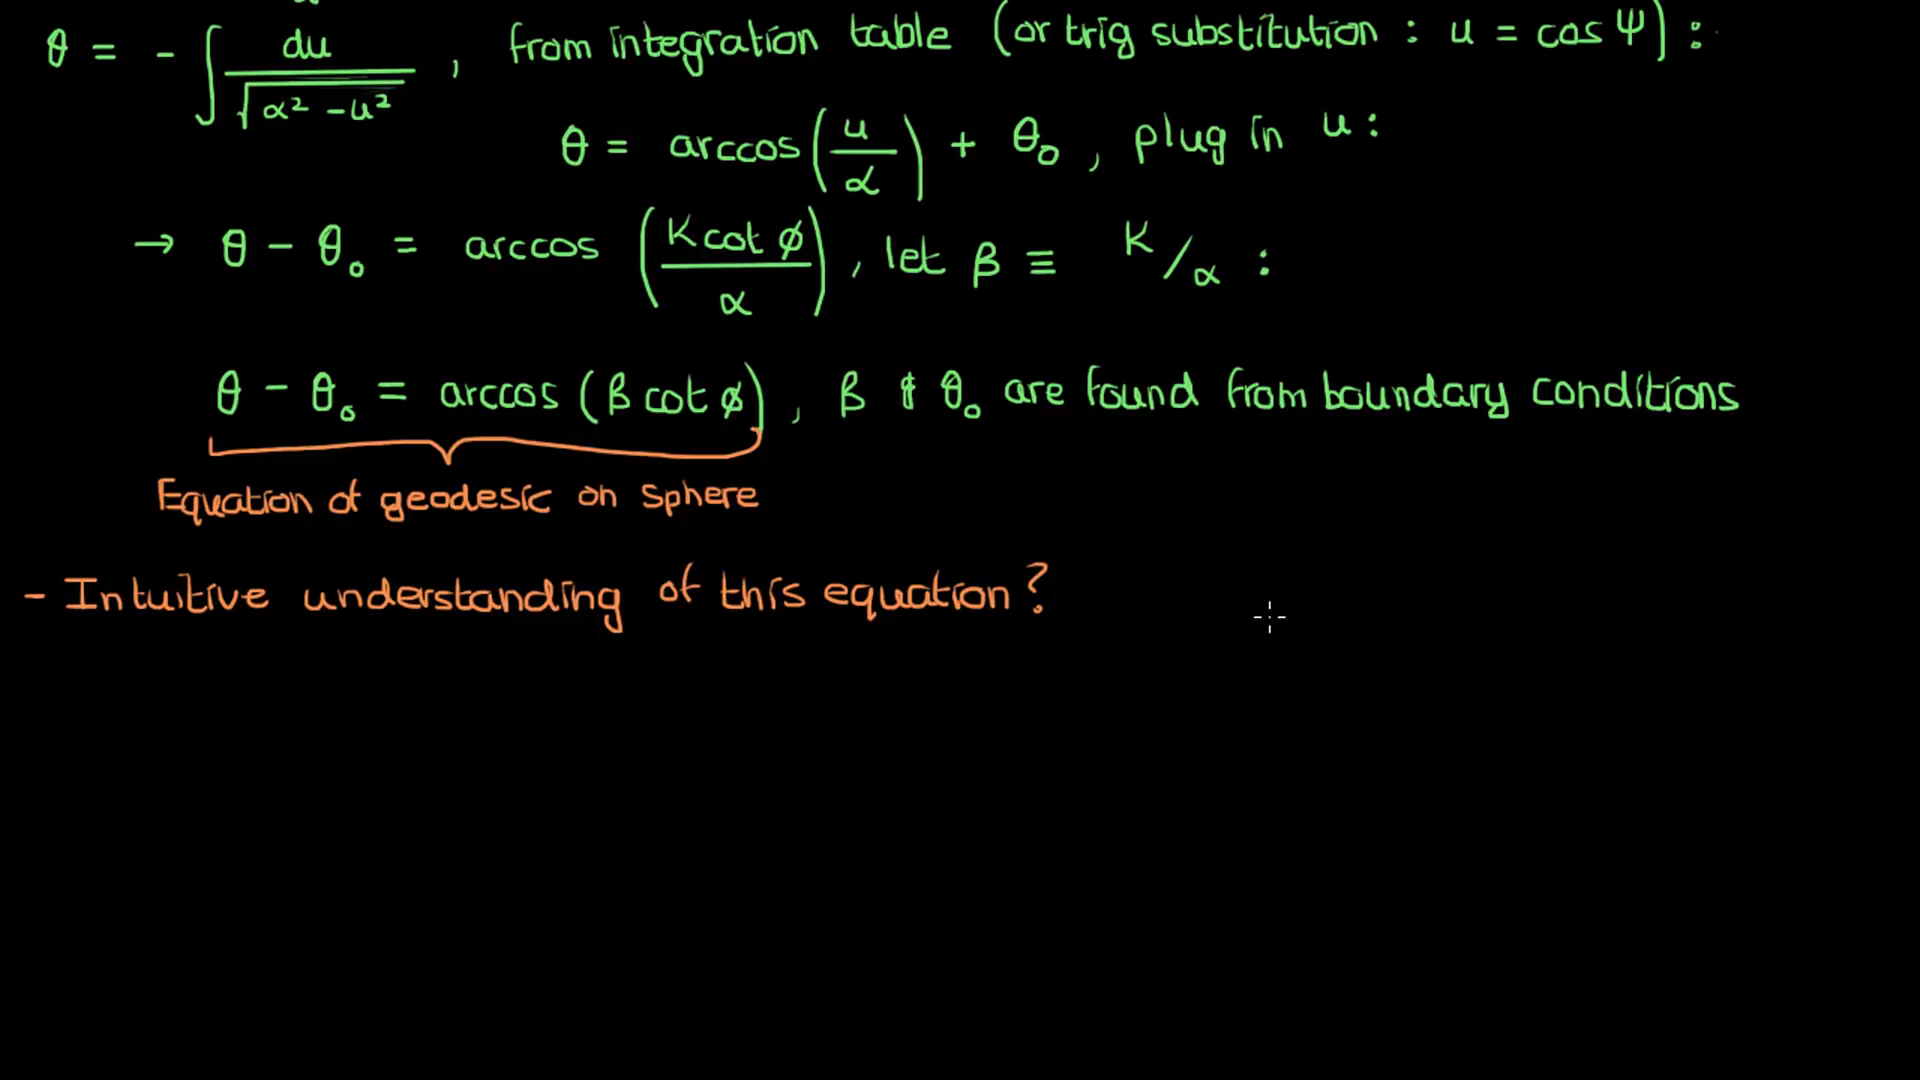 θ = - ∫ du / √(α² - u²) , from integration table (or trig substitution : u = cos Ψ) :
θ = arccos(u/α) + θ₀ , plug in u :
→ θ - θ₀ = arccos (K cot ϕ / α) , let β ≡ K/α :
θ - θ₀ = arccos (β cot ϕ) , β & θ₀ are found from boundary conditions
Equation of geodesic on sphere
- Intuitive understanding of this equation?